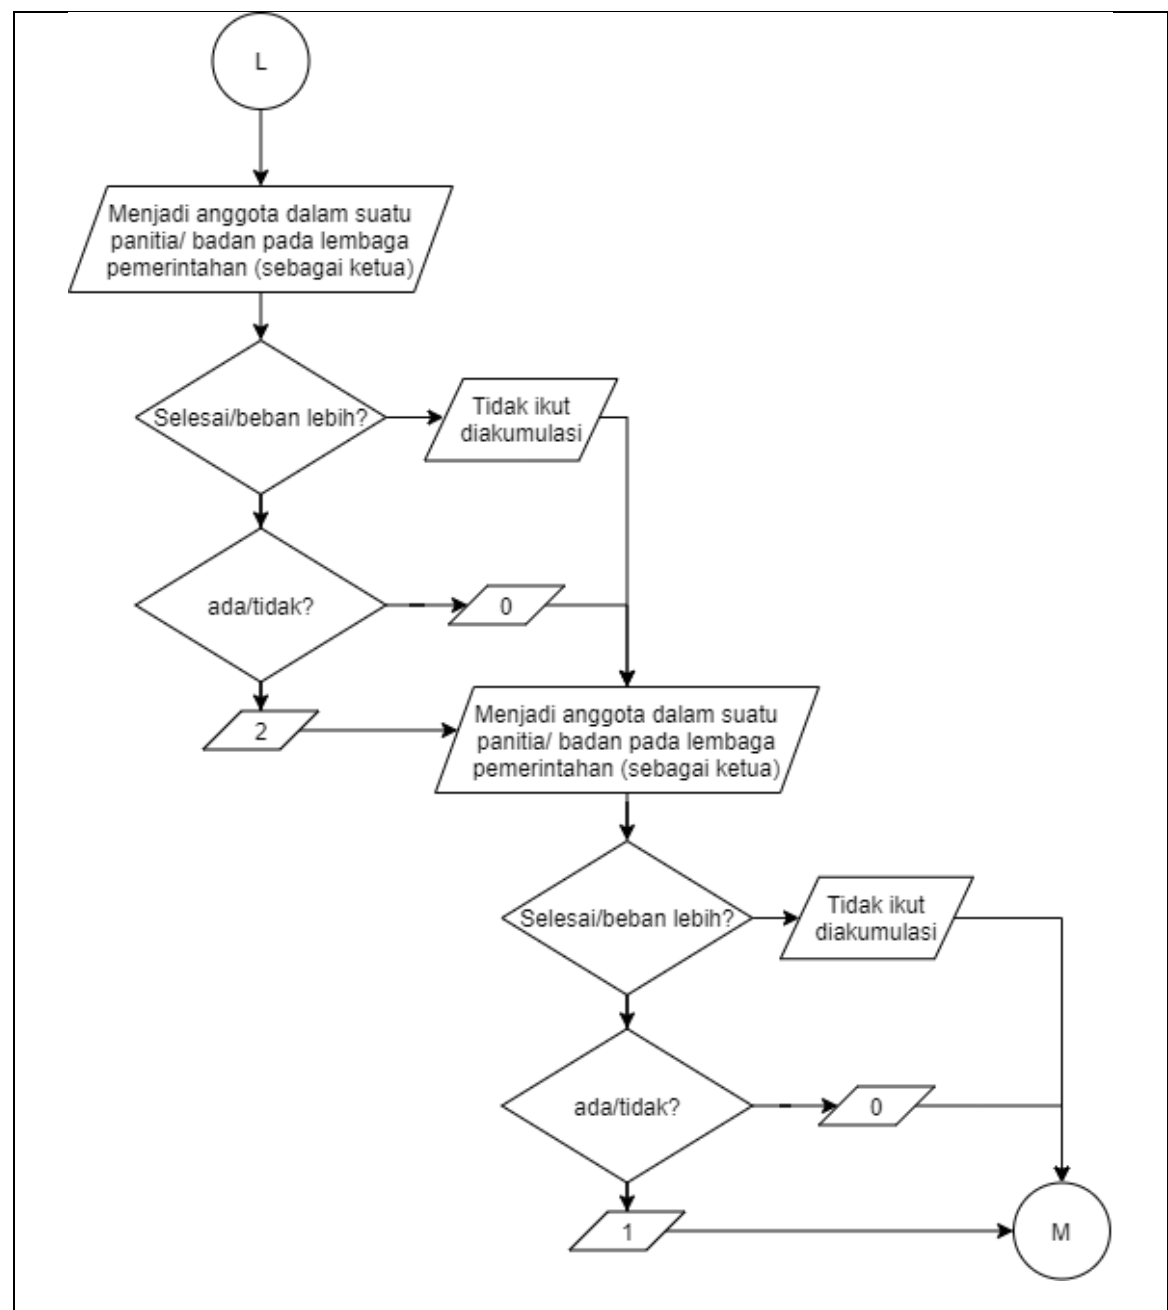 L
Menjadi anggota dalam suatu
panitia/ badan pada lembaga
pemerintahan (sebagai ketua)
Selesai/beban lebih?
Tidak ikut
diakumulasi
ada/tidak?
0
2
Menjadi anggota dalam suatu
panitia/ badan pada lembaga
pemerintahan (sebagai ketua)
Selesai/beban lebih?
Tidak ikut
diakumulasi
ada/tidak?
0
1
M